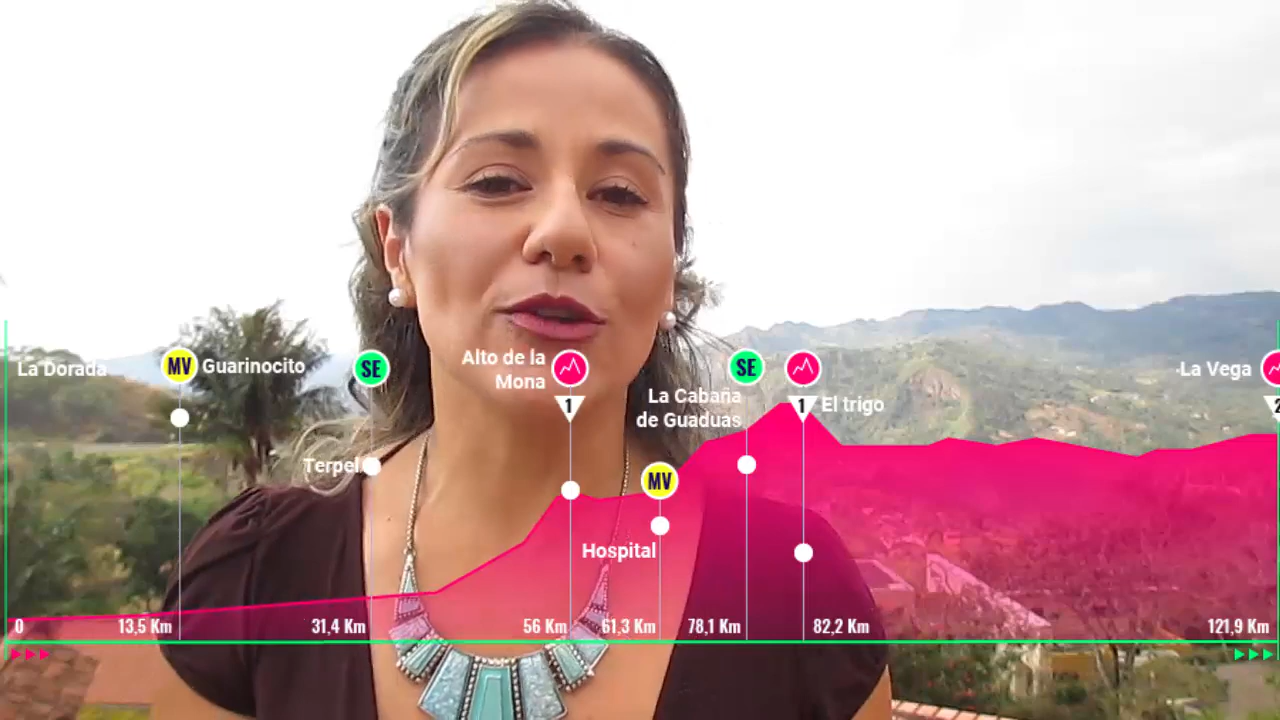 La Dorada
MV
Guarinocito
SE
Terpel
Alto de la
Mona
1
MV
Hospital
SE
La Cabaña
de Guaduas
1
El trigo
La Vega
2
0
13,5 Km
31,4 Km
56 Km
61,3 Km
78,1 Km
82,2 Km
121,9 Km